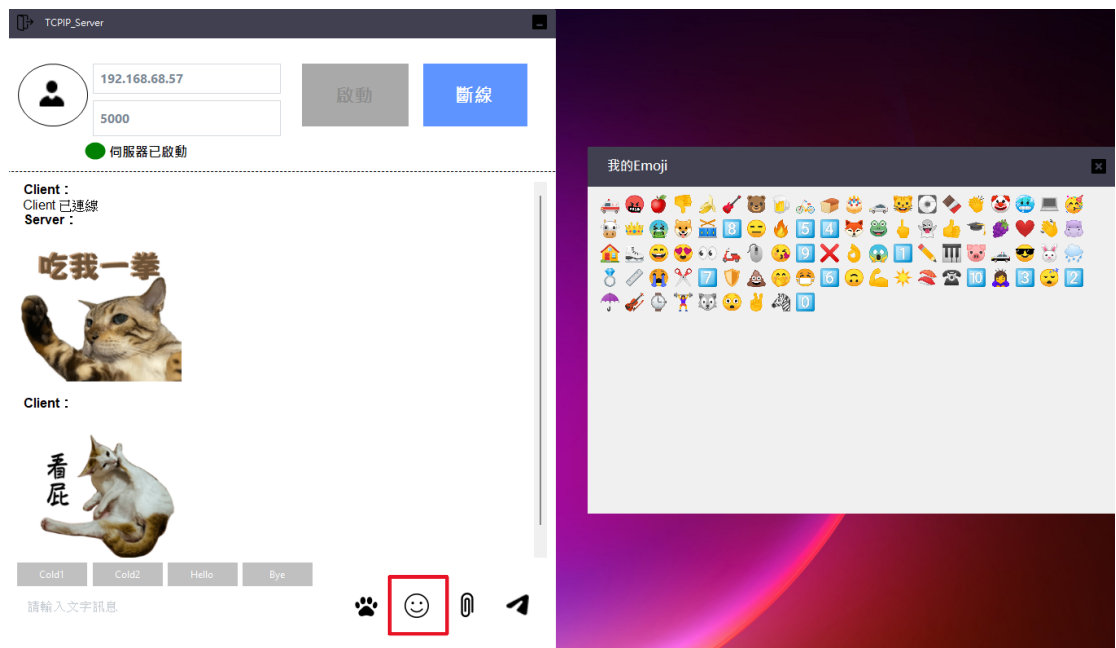 TCPIP_Server
192.168.68.57
5000
啟動
斷線
伺服器已啟動
Client：
Client 已連線
Server：
吃我一拳
Client：
看屁
Cold1
Cold2
Hello
Bye
請輸入文字訊息
我的Emoji